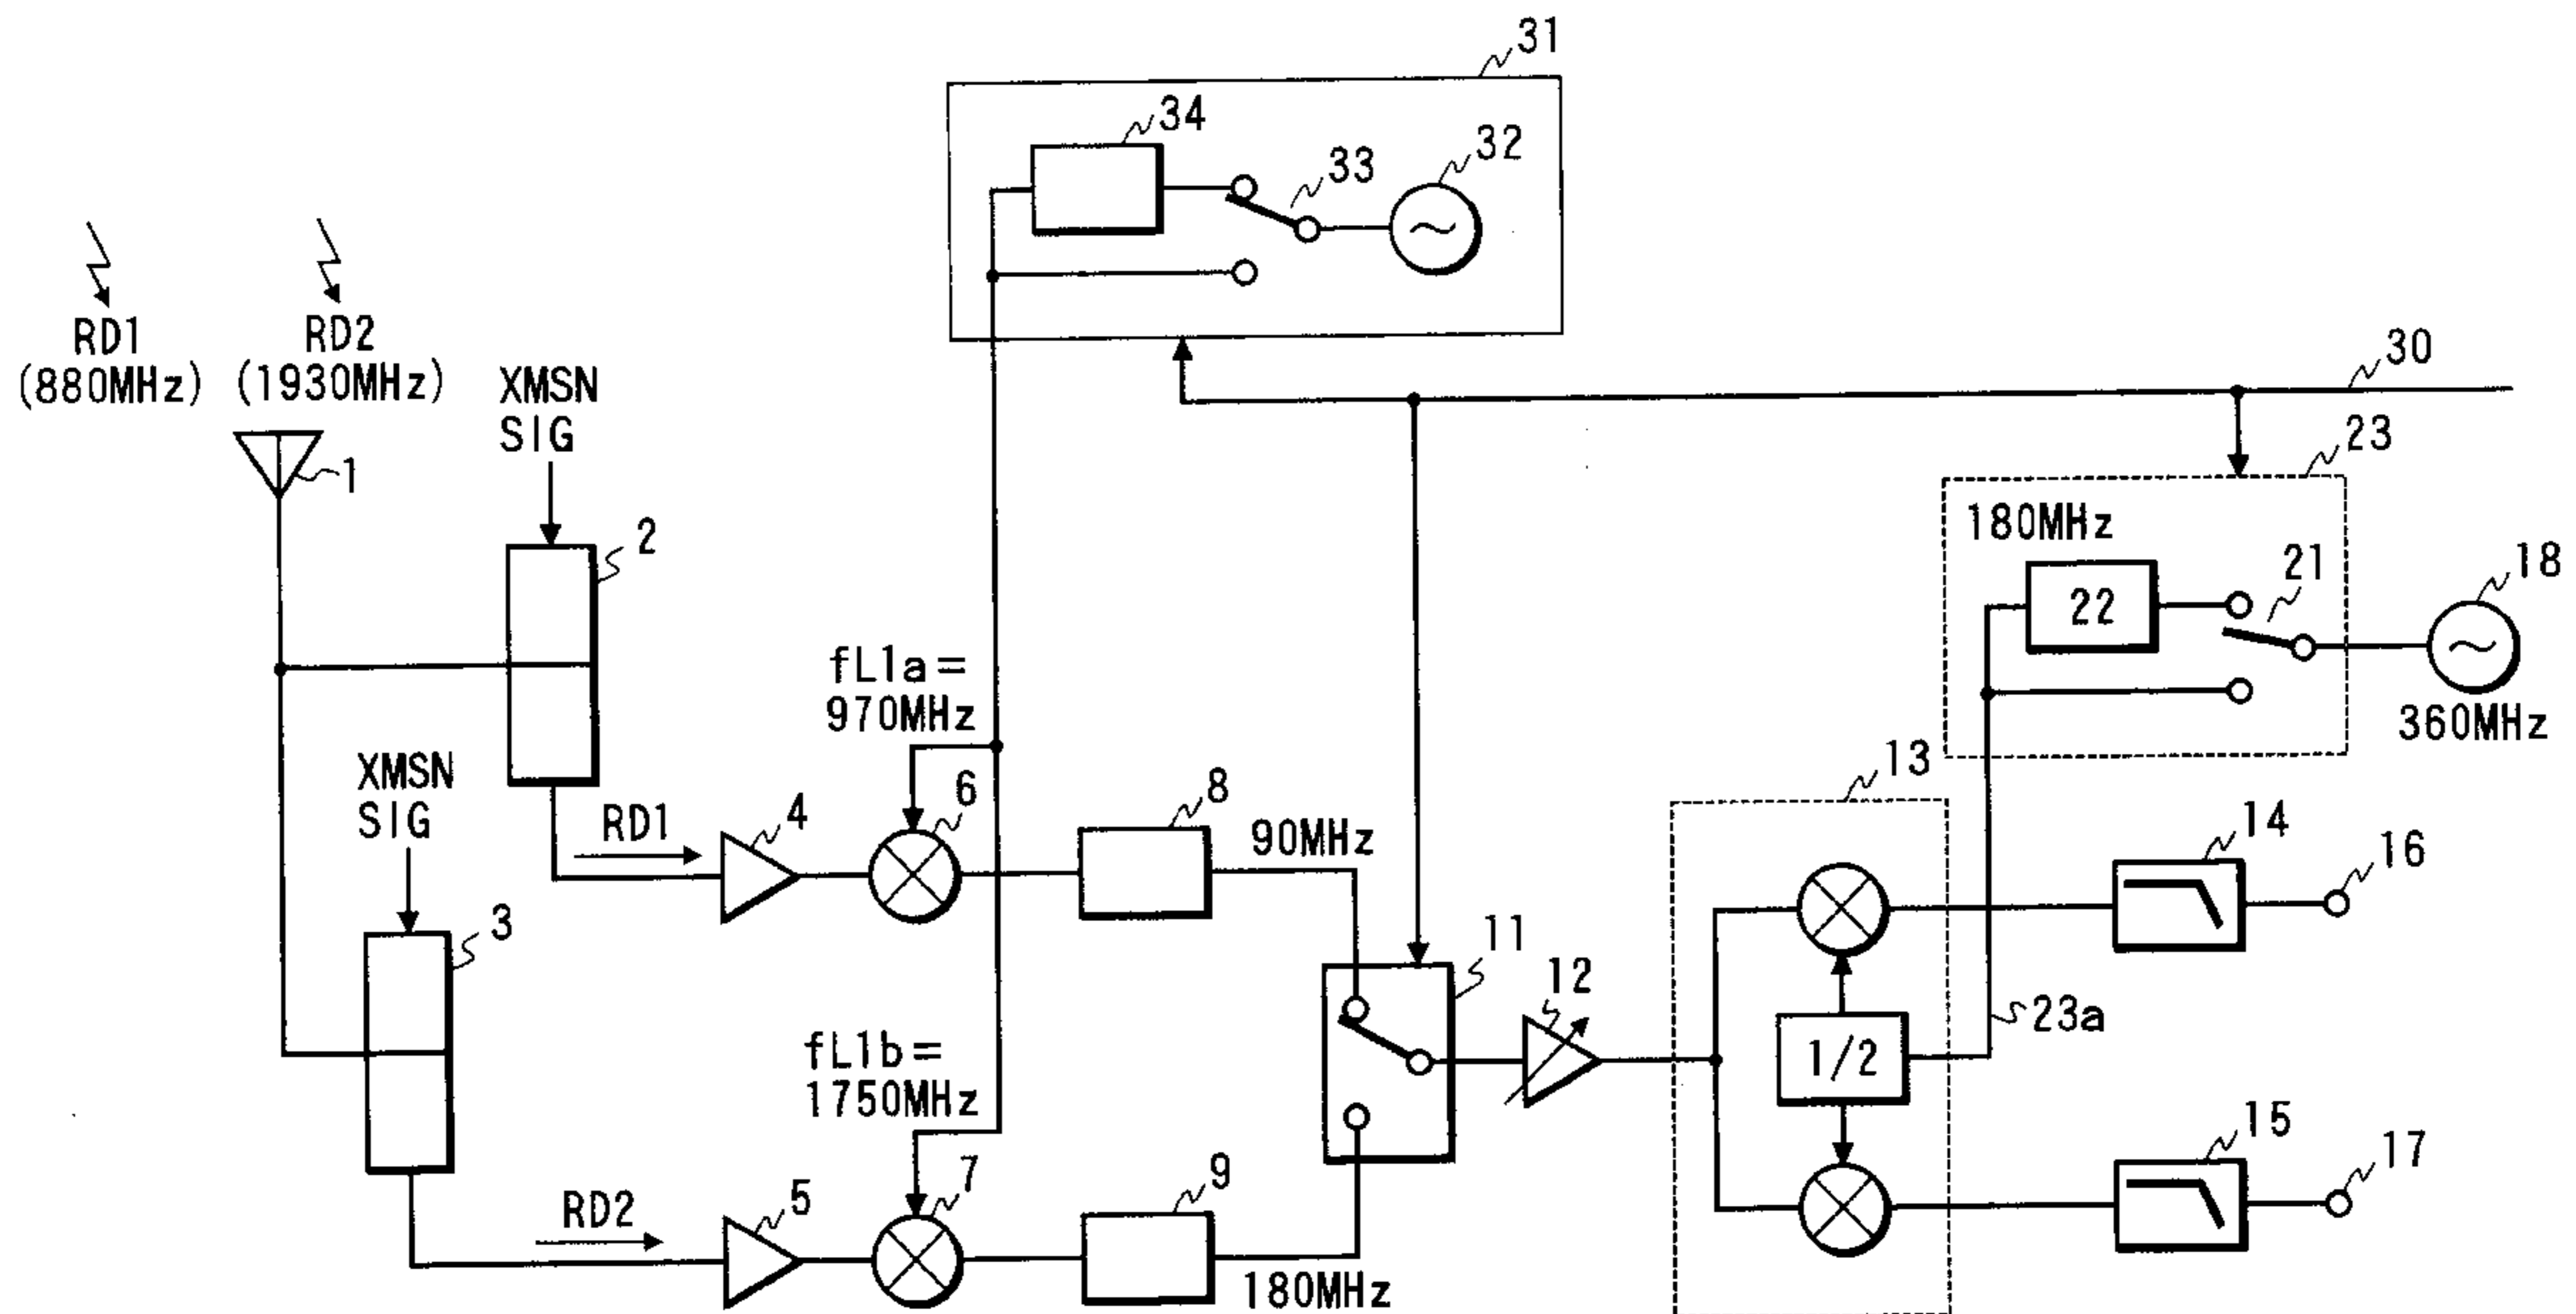 31
34
33
32
RD1
(880MHz)
RD2
(1930MHz)
XMSN
SIG
30
23
1
2
180MHz
22
21
18
360MHz
fL1a=
970MHz
XMSN
SIG
3
RD1
4
6
8
90MHz
13
14
16
11
12
1/2
23a
fL1b=
1750MHz
RD2
5
7
9
180MHz
15
17